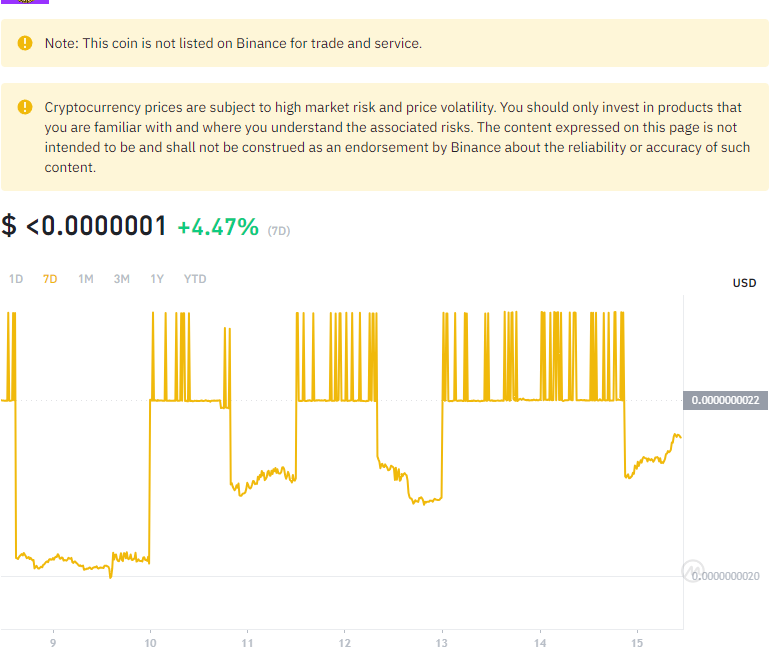 Note: This coin is not listed on Binance for trade and service.
Cryptocurrency prices are subject to high market risk and price volatility. You should only invest in products that
you are familiar with and where you understand the associated risks. The content expressed on this page is not
intended to be and shall not be construed as an endorsement by Binance about the reliability or accuracy of such
content.
$ <0.0000001 +4.47% (7D)
1D 7D 1M 3M 1Y YTD
USD
0.0000000022
0.0000000020
9 10 11 12 13 14 15